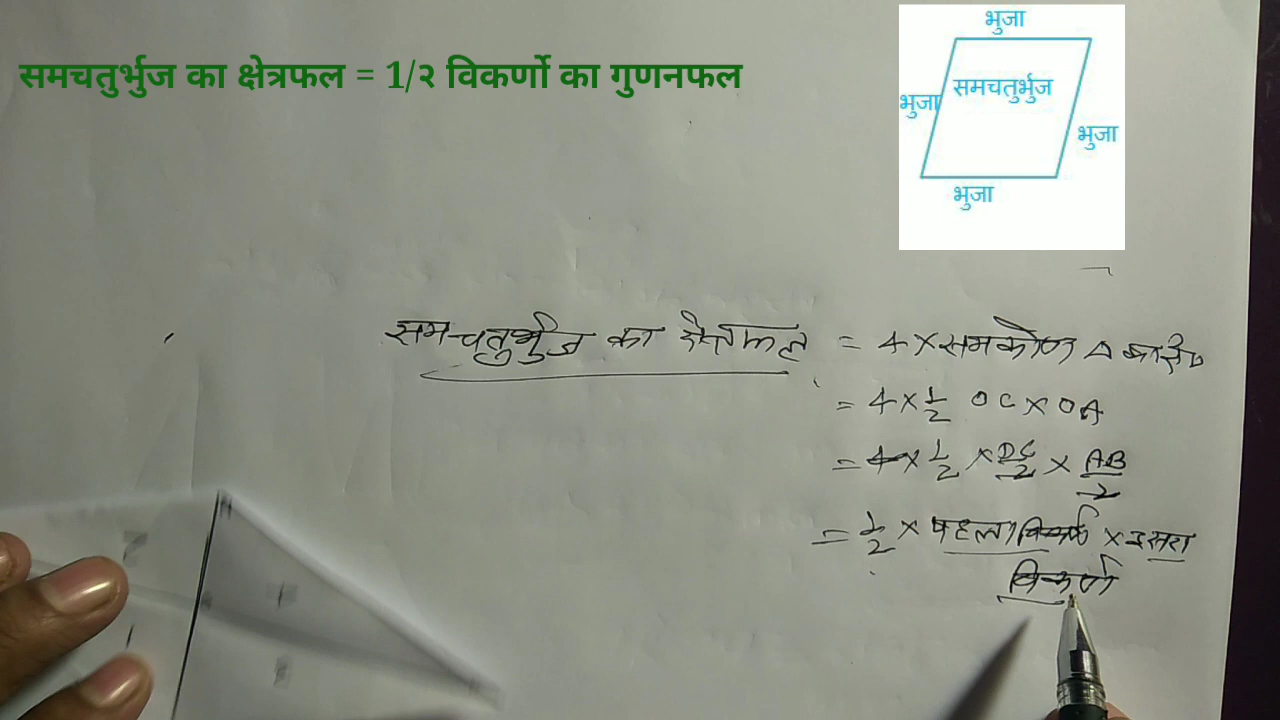 समचतुर्भुज का क्षेत्रफल = 1/२ विकर्णो का गुणनफल
भुजा
समचतुर्भुज
भुजा
भुजा
भुजा
समचतुर्भुज का क्षेत्रफल = 4 × समकोण Δ का क्षे०
= 4 × 1/2 OC × OA
= 4 × 1/2 × DC/2 × AB/2
= 1/2 × पहला विकर्ण × दुसरा
विकर्ण